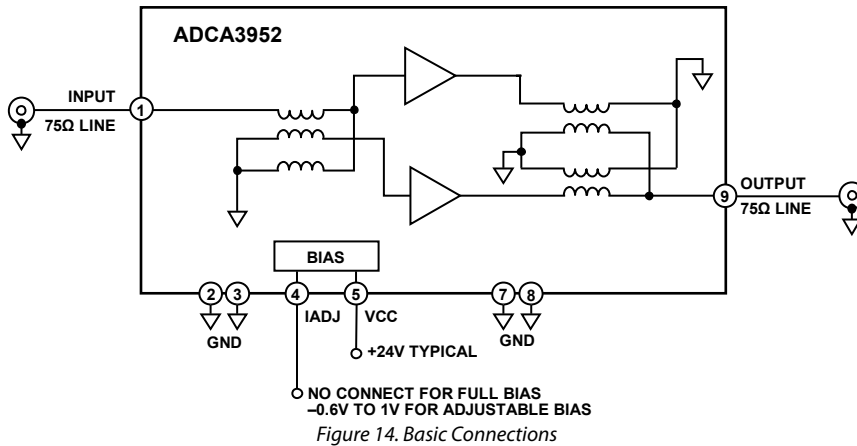 ADCA3952
INPUT
1
75Ω LINE
OUTPUT
9
75Ω LINE
BIAS
2 3 4 5 7 8
IADJ VCC
GND GND
+24V TYPICAL
NO CONNECT FOR FULL BIAS
–0.6V TO 1V FOR ADJUSTABLE BIAS
Figure 14. Basic Connections